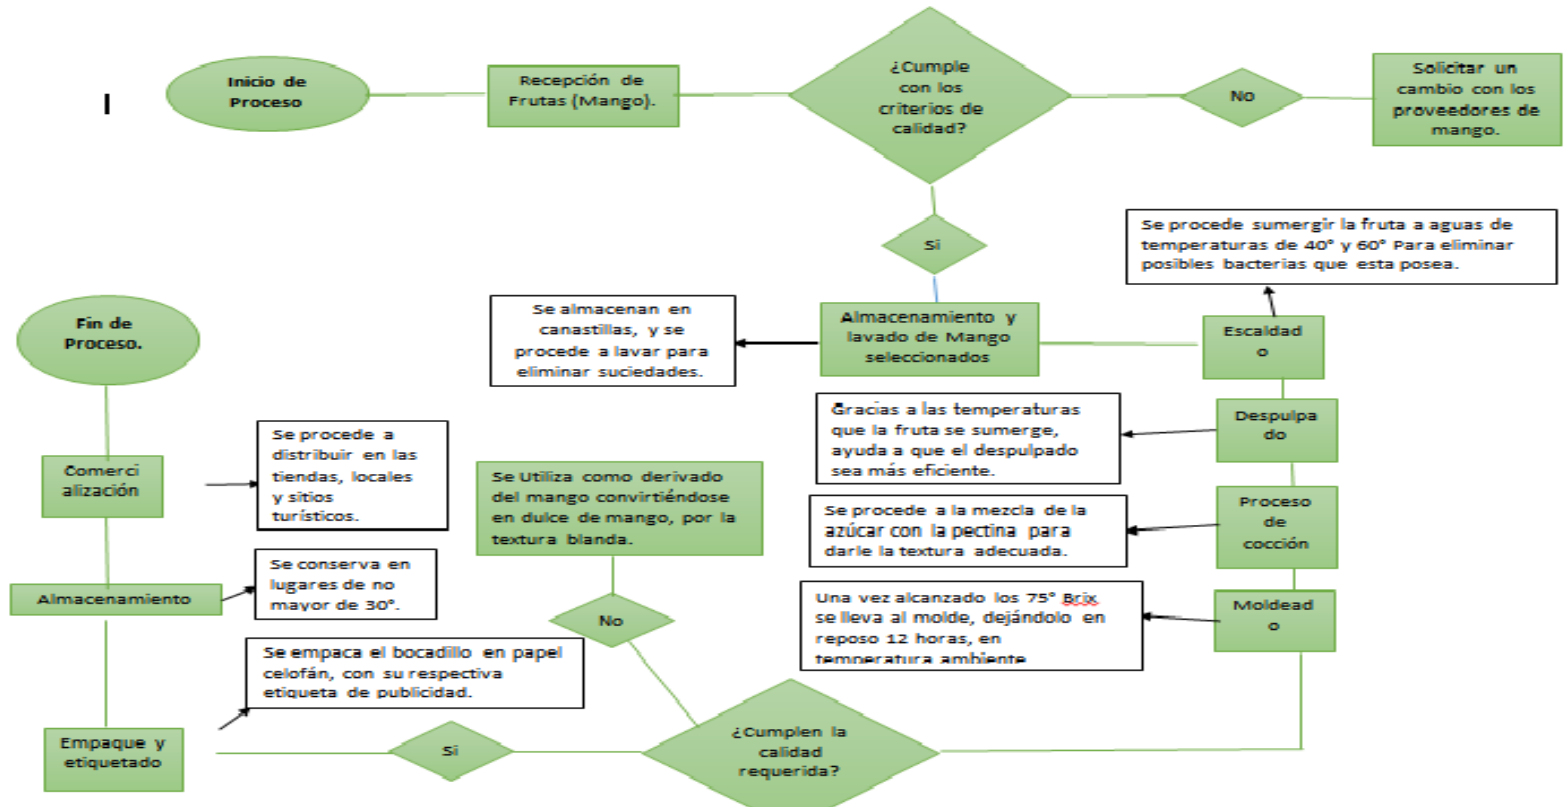 I
Inicio de
Proceso
Recepción de
Frutas (Mango).
¿Cumple
con los
criterios de
calidad?
No
Solicitar un
cambio con los
proveedores de
mango.
Si
Se procede sumergir la fruta a aguas de
temperaturas de 40° y 60° Para eliminar
posibles bacterias que esta posea.
Se almacenan en
canastillas, y se
procede a lavar para
eliminar suciedades.
Almacenamiento y
lavado de Mango
seleccionados
Escaldad
o
Gracias a las temperaturas
que la fruta se sumerge,
ayuda a que el despulpado
sea más eficiente.
Despulpa
do
Se procede a la mezcla de la
azúcar con la pectina para
darle la textura adecuada.
Proceso
de
cocción
Una vez alcanzado los 75° Brix
se lleva al molde, dejándolo en
reposo 12 horas, en
temperatura ambiente
Moldead
o
¿Cumplen la
calidad
requerida?
No
Se Utiliza como derivado
del mango convirtiéndose
en dulce de mango, por la
textura blanda.
Si
Empaque y
etiquetado
Se empaca el bocadillo en papel
celofán, con su respectiva
etiqueta de publicidad.
Almacenamiento
Se conserva en
lugares de no
mayor de 30°.
Comerci
alización
Se procede a
distribuir en las
tiendas, locales
y sitios
turísticos.
Fin de
Proceso.